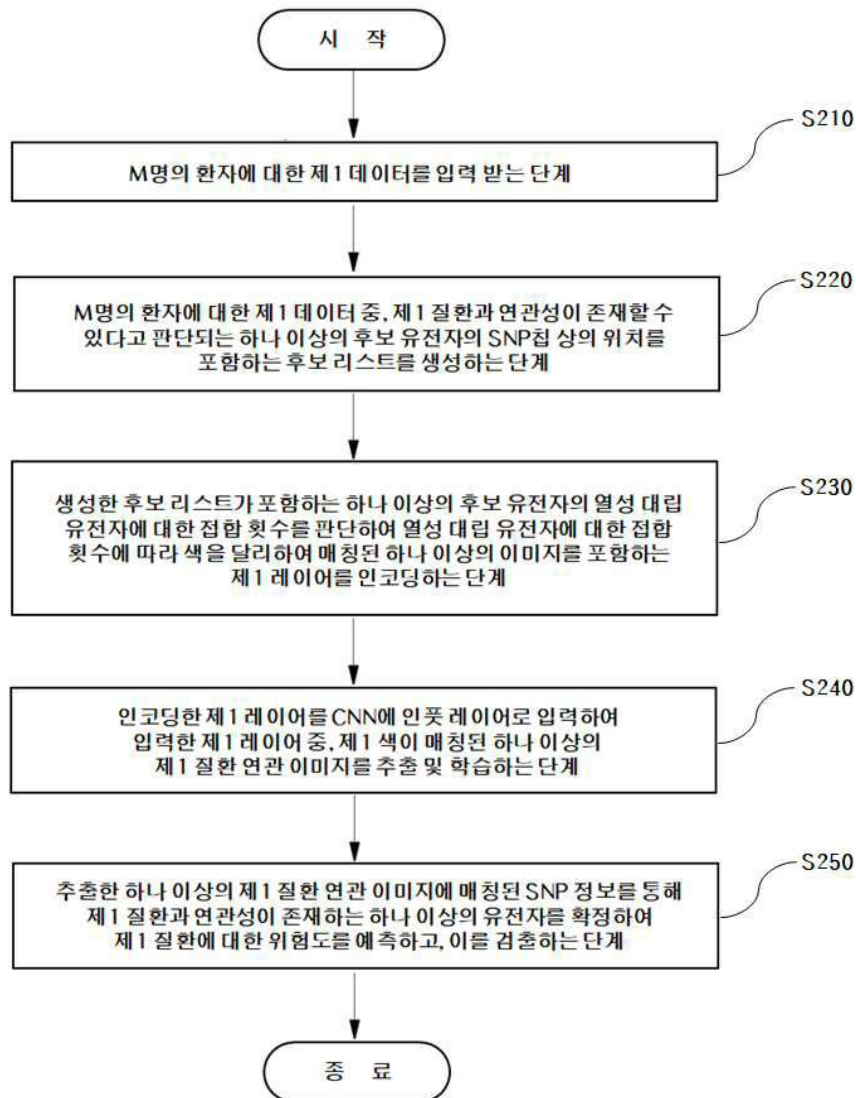 시 작
S210
M명의 환자에 대한 제1 데이터를 입력 받는 단계
S220
M명의 환자에 대한 제1 데이터 중, 제1 질환과 연관성이 존재할 수
있다고 판단되는 하나 이상의 후보 유전자의 SNP칩 상의 위치를
포함하는 후보 리스트를 생성하는 단계
S230
생성한 후보 리스트가 포함하는 하나 이상의 후보 유전자의 열성 대립
유전자에 대한 접합 횟수를 판단하여 열성 대립 유전자에 대한 접합
횟수에 따라 색을 달리하여 매칭된 하나 이상의 이미지를 포함하는
제1 레이어를 인코딩하는 단계
S240
인코딩한 제1 레이어를 CNN에 인풋 레이어로 입력하여
입력한 제1 레이어 중, 제1 색이 매칭된 하나 이상의
제1 질환 연관 이미지를 추출 및 학습하는 단계
S250
추출한 하나 이상의 제1 질환 연관 이미지에 매칭된 SNP 정보를 통해
제1 질환과 연관성이 존재하는 하나 이상의 유전자를 확정하여
제1 질환에 대한 위험도를 예측하고, 이를 검출하는 단계
종 료